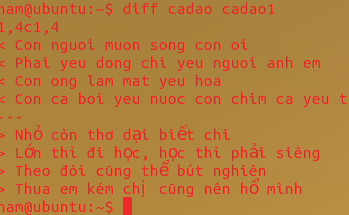 nam@ubuntu:~$ diff cadao cadao1
1,4c1,4
< Con nguoi muon song con oi
< Phai yeu dong chi yeu nguoi anh em
< Con ong lam mat yeu hoa
< Con ca boi yeu nuoc con chim ca yeu t
---
> Nhỏ còn thơ dại biết chi
> Lớn thì đi học, học thì phải siêng
> Theo đòi cũng thể bút nghiên
> Thua em kém chị cũng nên hổ mình
nam@ubuntu:~$